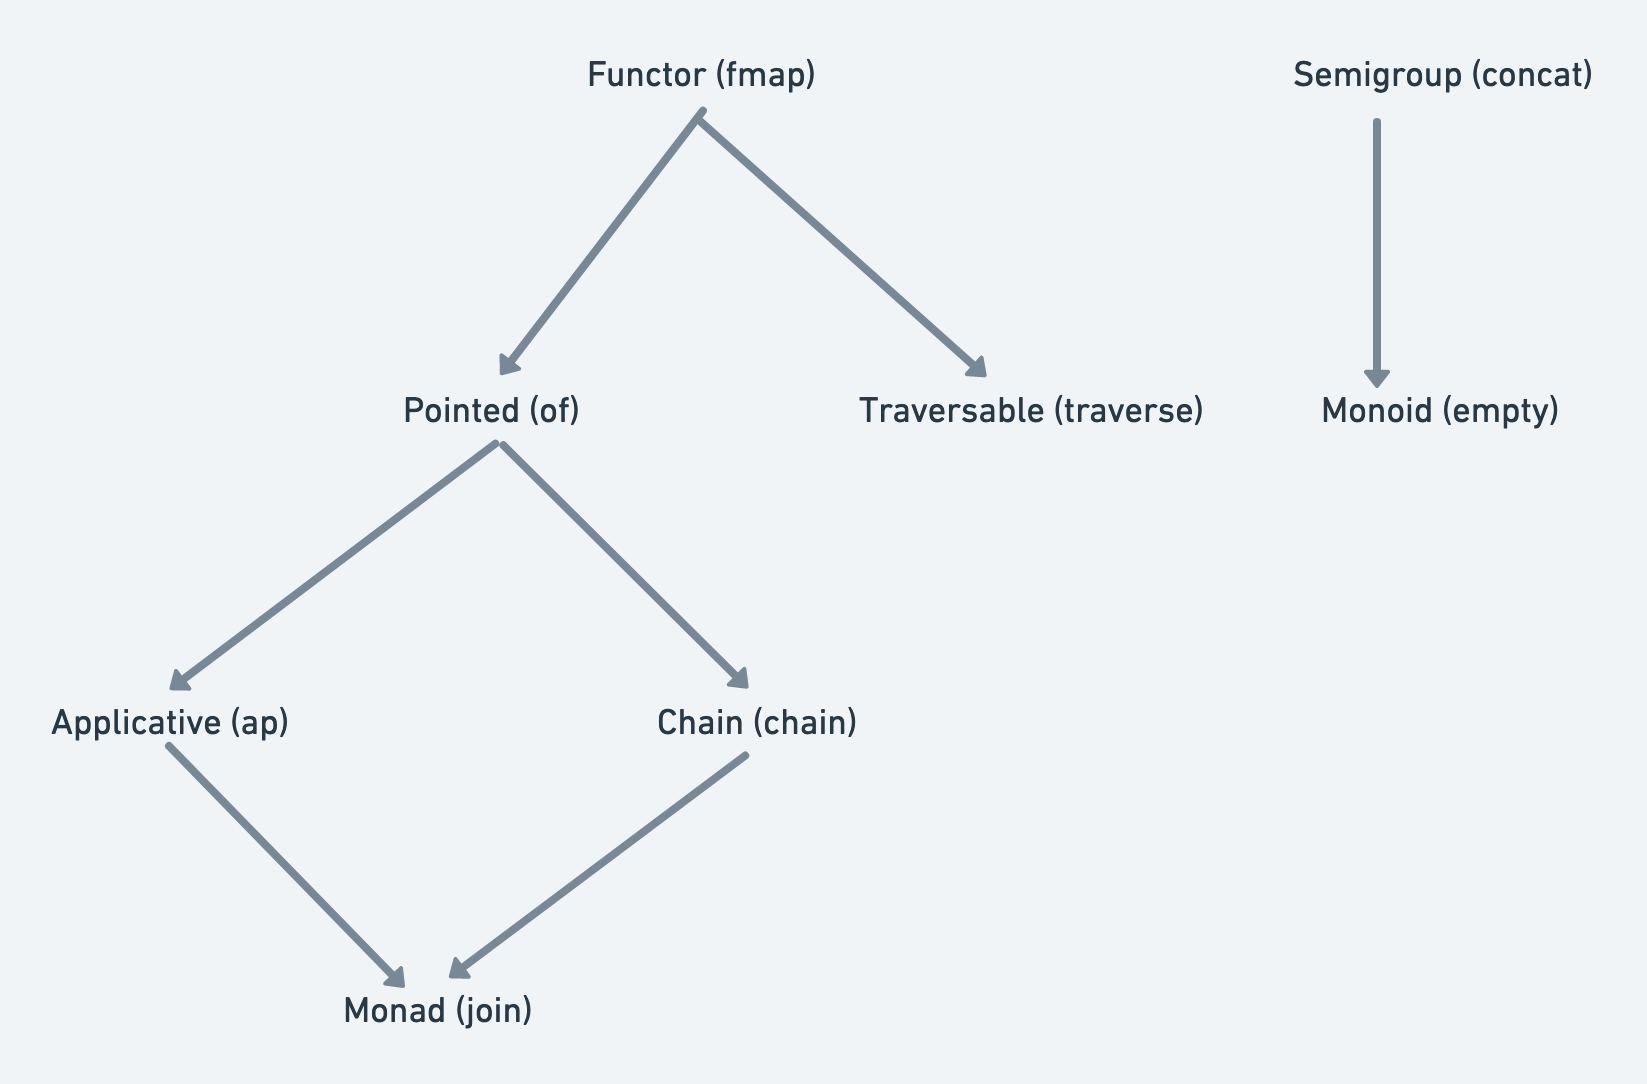 Functor (fmap)
Semigroup (concat)
Pointed (of)
Traversable (traverse)
Monoid (empty)
Applicative (ap)
Chain (chain)
Monad (join)